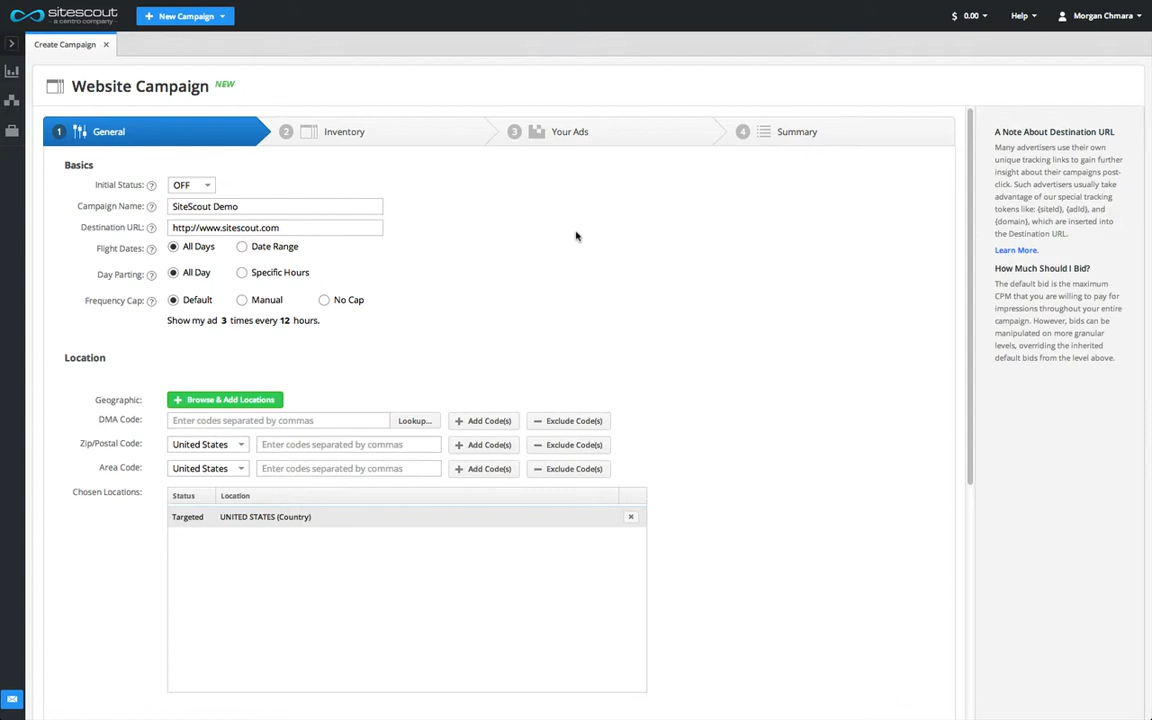 sitescout
- a centro company -
New Campaign
$ 0.00
Help
Morgan Chmara
Create Campaign
Website Campaign NEW
1 General
2 Inventory
3 Your Ads
4 Summary
Basics
Initial Status: ? OFF
Campaign Name: ? SiteScout Demo
Destination URL: ? http://www.sitescout.com
Flight Dates: ? All Days Date Range
Day Parting: ? All Day Specific Hours
Frequency Cap: ? Default Manual No Cap
Show my ad 3 times every 12 hours.
Location
Geographic: + Browse & Add Locations
DMA Code: Enter codes separated by commas Lookup... + Add Code(s) − Exclude Code(s)
Zip/Postal Code: United States Enter codes separated by commas + Add Code(s) − Exclude Code(s)
Area Code: United States Enter codes separated by commas + Add Code(s) − Exclude Code(s)
Chosen Locations: Status Location
Targeted UNITED STATES (Country)
A Note About Destination URL
Many advertisers use their own
unique tracking links to gain further
insight about their campaigns post-
click. Such advertisers usually take
advantage of our special tracking
tokens like: {siteId}, {adId}, and
{domain}, which are inserted into
the Destination URL.
Learn More.
How Much Should I Bid?
The default bid is the maximum
CPM that you are willing to pay for
impressions throughout your entire
campaign. However, bids can be
manipulated on more granular
levels, overriding the inherited
default bids from the level above.